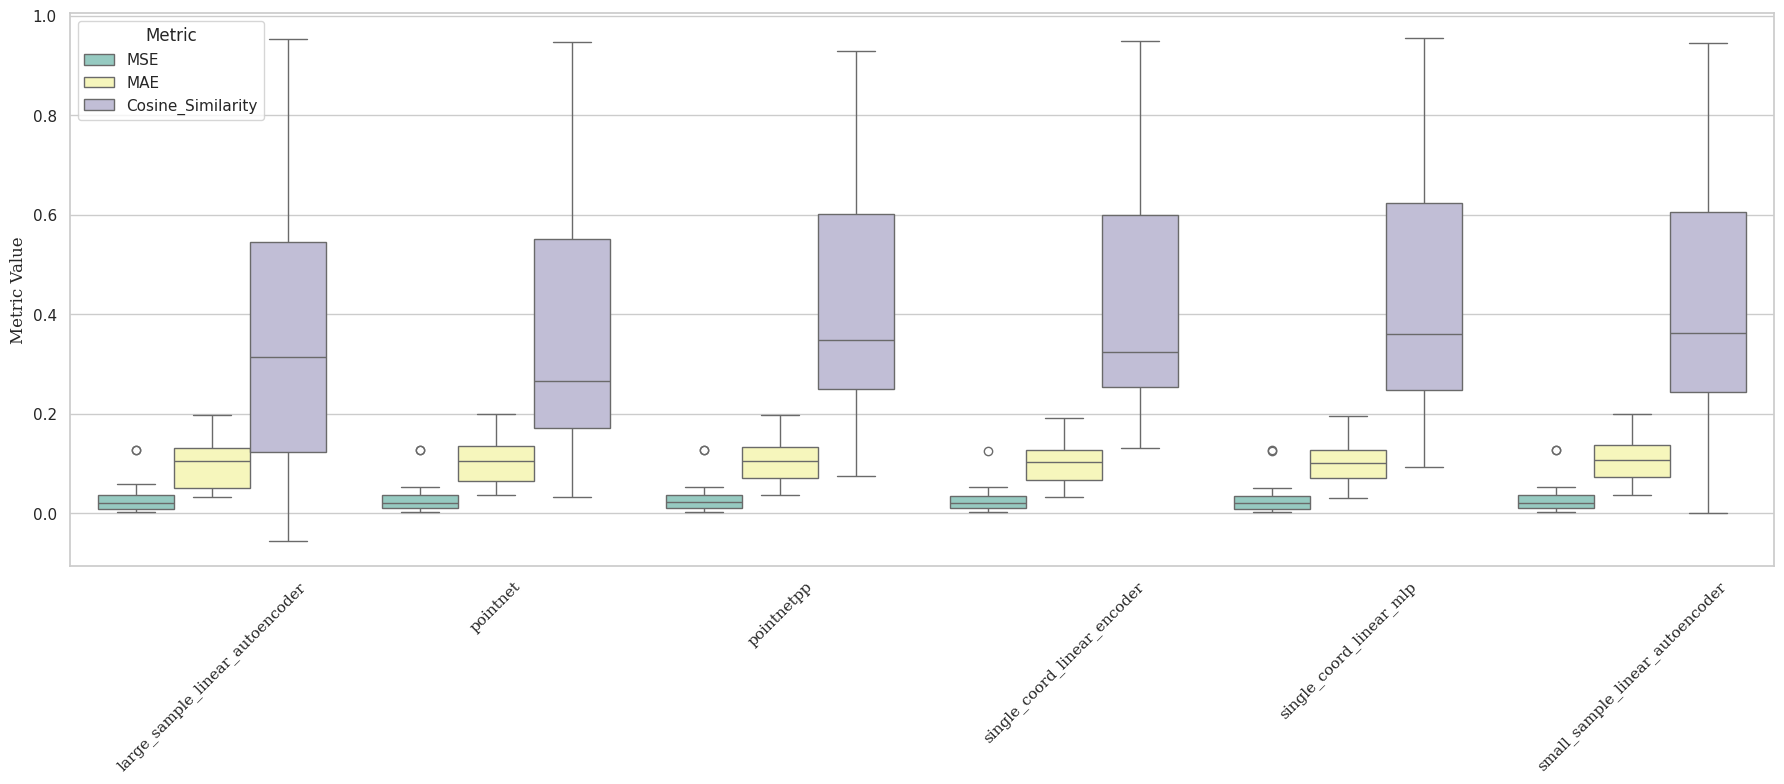 Metric
MSE
MAE
Cosine_Similarity
Metric Value
1.0
0.8
0.6
0.4
0.2
0.0
large_sample_linear_autoencoder
pointnet
pointnetpp
single_coord_linear_encoder
single_coord_linear_mlp
small_sample_linear_autoencoder